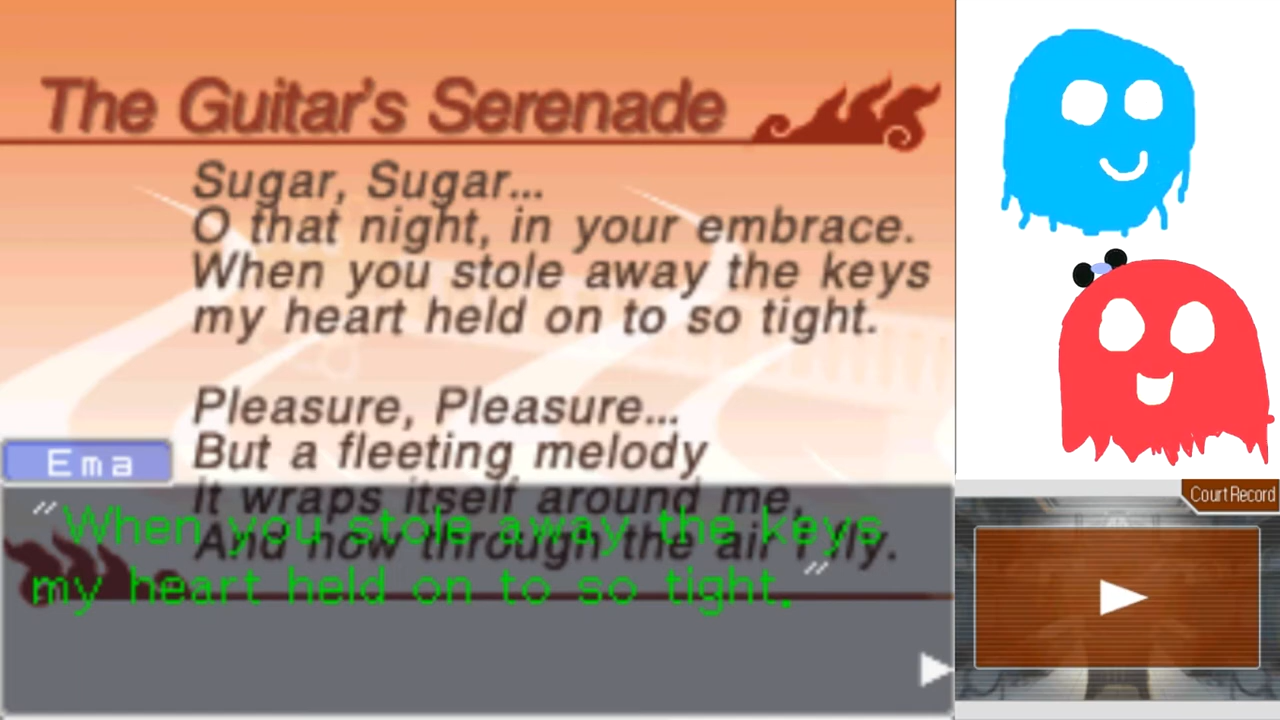 The Guitar's Serenade
Sugar, Sugar...
O that night, in your embrace.
When you stole away the keys
my heart held on to so tight.
Pleasure, Pleasure...
But a fleeting melody
It wraps itself around me,
And now through the air I fly.
Ema
"When you stole away the keys
my heart held on to so tight."
Court Record